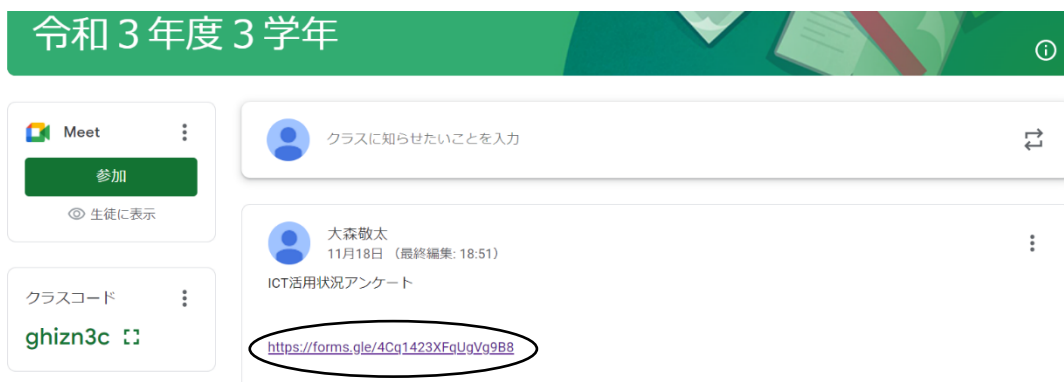 令和３年度３学年
Meet
参加
生徒に表示
クラスコード
ghizn3c
クラスに知らせたいことを入力
大森敬太
11月18日 （最終編集: 18:51）
ICT活用状況アンケート
https://forms.gle/4Cq1423XFqUgVg9B8